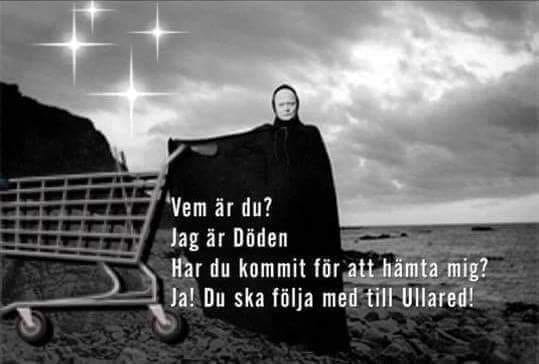 Vem är du?
Jag är Döden
Har du kommit för att hämta mig?
Ja! Du ska följa med till Ullared!